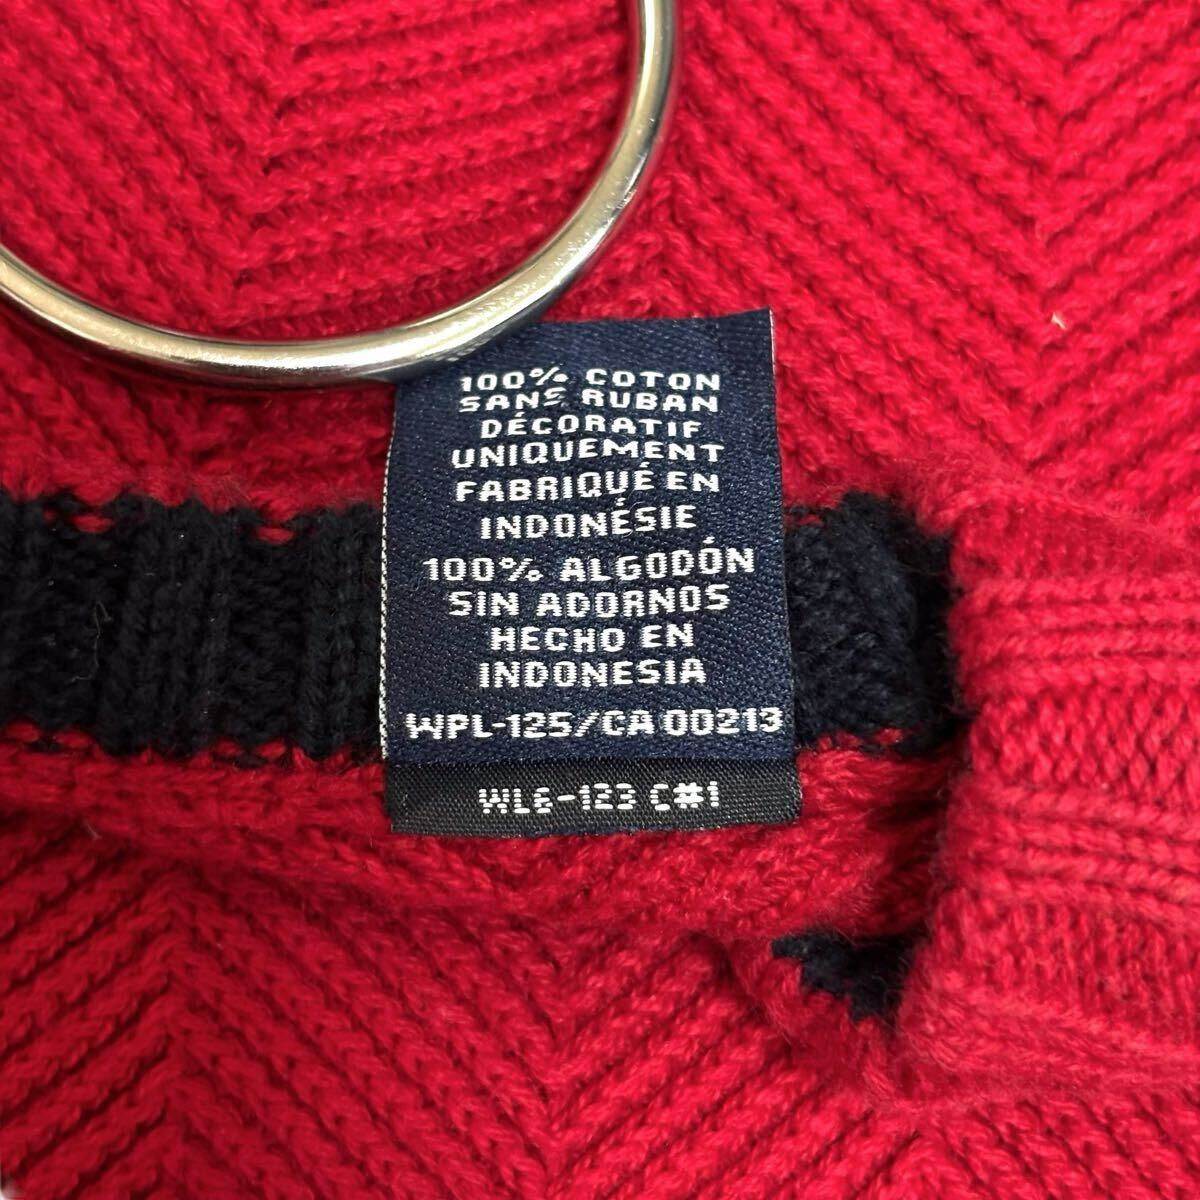 100% COTON
SANS RUBAN
DÉCORATIF
UNIQUEMENT
FABRIQUÉ EN
INDONÉSIE
100% ALGODÓN
SIN ADORNOS
HECHO EN
INDONESIA
WPL-125/CA 00213
WL6-123 C#1